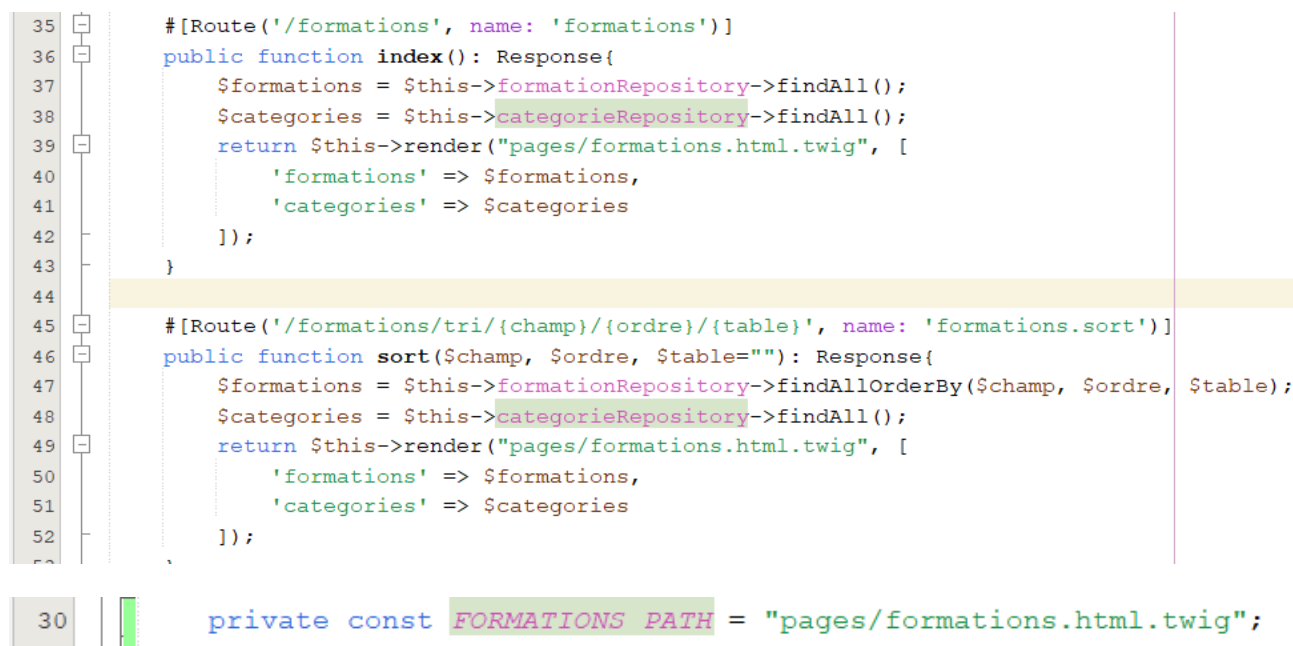 35 #[Route('/formations', name: 'formations')]
36 public function index(): Response{
37 $formations = $this->formationRepository->findAll();
38 $categories = $this->categorieRepository->findAll();
39 return $this->render("pages/formations.html.twig", [
40 'formations' => $formations,
41 'categories' => $categories
42 ]);
43 }
44
45 #[Route('/formations/tri/{champ}/{ordre}/{table}', name: 'formations.sort')]
46 public function sort($champ, $ordre, $table=""): Response{
47 $formations = $this->formationRepository->findAllOrderBy($champ, $ordre, $table);
48 $categories = $this->categorieRepository->findAll();
49 return $this->render("pages/formations.html.twig", [
50 'formations' => $formations,
51 'categories' => $categories
52 ]);
30 private const FORMATIONS_PATH = "pages/formations.html.twig";